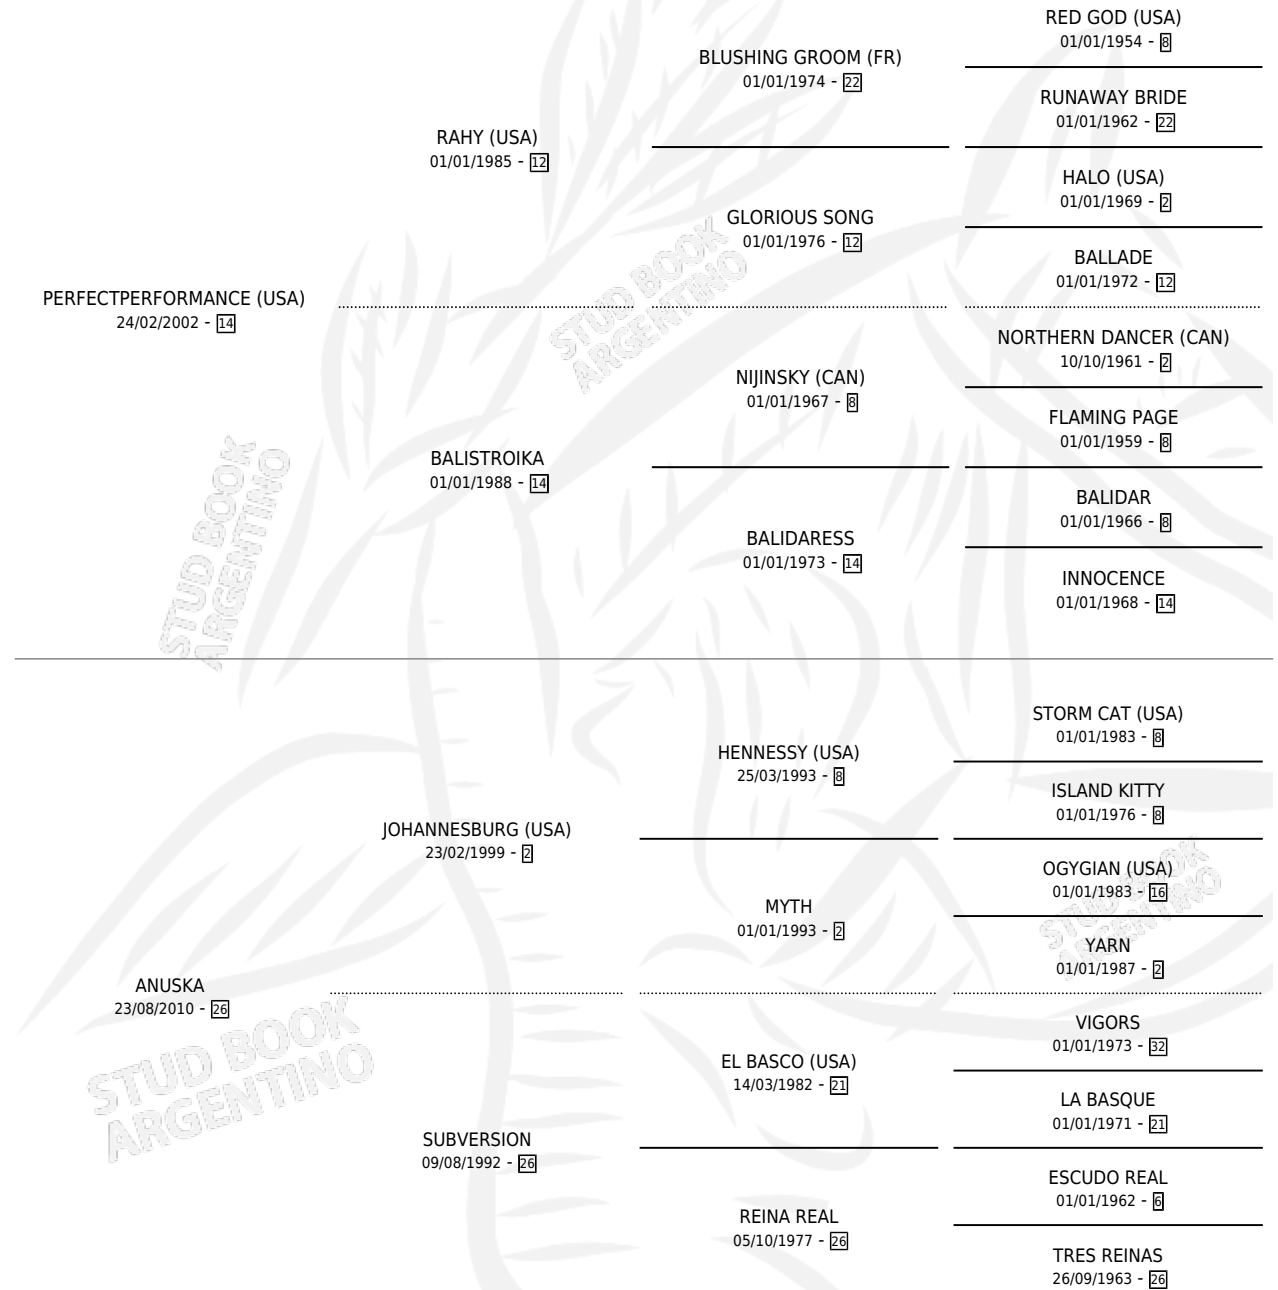 RED GOD (USA)
01/01/1954 - 8
BLUSHING GROOM (FR)
01/01/1974 - 22
RUNAWAY BRIDE
01/01/1962 - 22
RAHY (USA)
01/01/1985 - 12
HALO (USA)
01/01/1969 - 2
GLORIOUS SONG
01/01/1976 - 12
BALLADE
01/01/1972 - 12
PERFECTPERFORMANCE (USA)
24/02/2002 - 14
STUD BOOK
ARGENTINO
NORTHERN DANCER (CAN)
10/10/1961 - 2
NIJINSKY (CAN)
01/01/1967 - 8
FLAMING PAGE
01/01/1959 - 8
BALISTROIKA
01/01/1988 - 14
BALIDAR
01/01/1966 - 8
BALIDARESS
01/01/1973 - 14
INNOCENCE
01/01/1968 - 14
STUD BOOK
ARGENTINO
STORM CAT (USA)
01/01/1983 - 8
HENNESSY (USA)
25/03/1993 - 8
ISLAND KITTY
01/01/1976 - 8
JOHANNESBURG (USA)
23/02/1999 - 2
OGYGIAN (USA)
01/01/1983 - 16
MYTH
01/01/1993 - 2
YARN
01/01/1987 - 2
STUD BOOK
ARGENTINO
ANUSKA
23/08/2010 - 26
VIGORS
01/01/1973 - 32
EL BASCO (USA)
14/03/1982 - 21
LA BASQUE
01/01/1971 - 21
STUD BOOK
ARGENTINO
SUBVERSION
09/08/1992 - 26
ESCUDO REAL
01/01/1962 - 6
REINA REAL
05/10/1977 - 26
TRES REINAS
26/09/1963 - 26